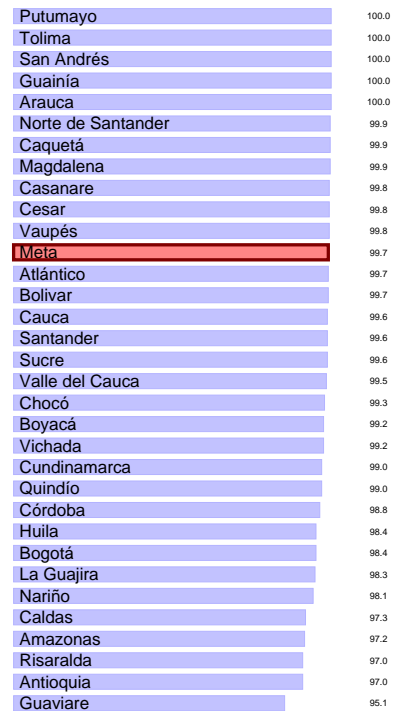 Putumayo 100.0
Tolima 100.0
San Andrés 100.0
Guainía 100.0
Arauca 100.0
Norte de Santander 99.9
Caquetá 99.9
Magdalena 99.9
Casanare 99.8
Cesar 99.8
Vaupés 99.8
Meta 99.7
Atlántico 99.7
Bolivar 99.7
Cauca 99.6
Santander 99.6
Sucre 99.6
Valle del Cauca 99.5
Chocó 99.3
Boyacá 99.2
Vichada 99.2
Cundinamarca 99.0
Quindío 99.0
Córdoba 98.8
Huila 98.4
Bogotá 98.4
La Guajira 98.3
Nariño 98.1
Caldas 97.3
Amazonas 97.2
Risaralda 97.0
Antioquia 97.0
Guaviare 95.1